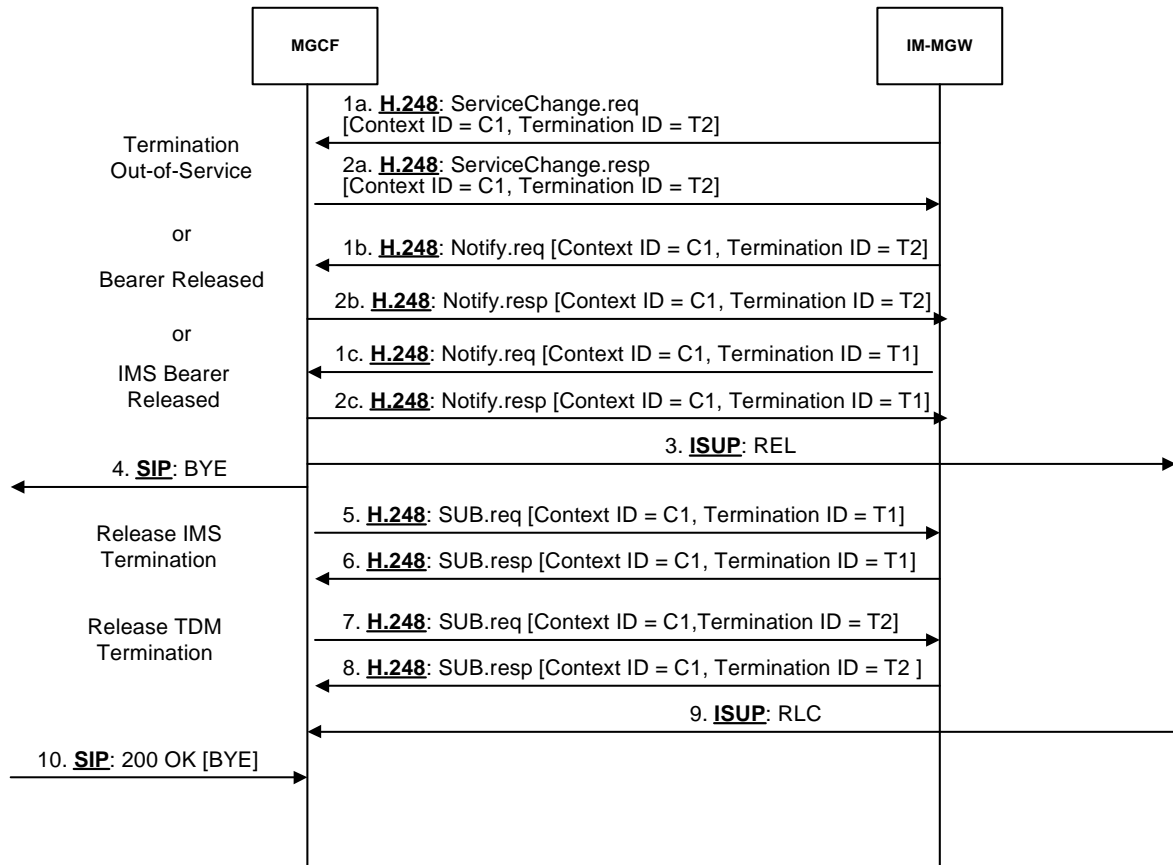 MGCF
IM-MGW
1a. H.248: ServiceChange.req
[Context ID = C1, Termination ID = T2]
Termination
Out-of-Service
2a. H.248: ServiceChange.resp
[Context ID = C1, Termination ID = T2]
or
1b. H.248: Notify.req [Context ID = C1, Termination ID = T2]
Bearer Released
2b. H.248: Notify.resp [Context ID = C1, Termination ID = T2]
or
1c. H.248: Notify.req [Context ID = C1, Termination ID = T1]
IMS Bearer
Released
2c. H.248: Notify.resp [Context ID = C1, Termination ID = T1]
3. ISUP: REL
4. SIP: BYE
5. H.248: SUB.req [Context ID = C1, Termination ID = T1]
Release IMS
Termination
6. H.248: SUB.resp [Context ID = C1, Termination ID = T1]
7. H.248: SUB.req [Context ID = C1,Termination ID = T2]
Release TDM
Termination
8. H.248: SUB.resp [Context ID = C1, Termination ID = T2 ]
9. ISUP: RLC
10. SIP: 200 OK [BYE]